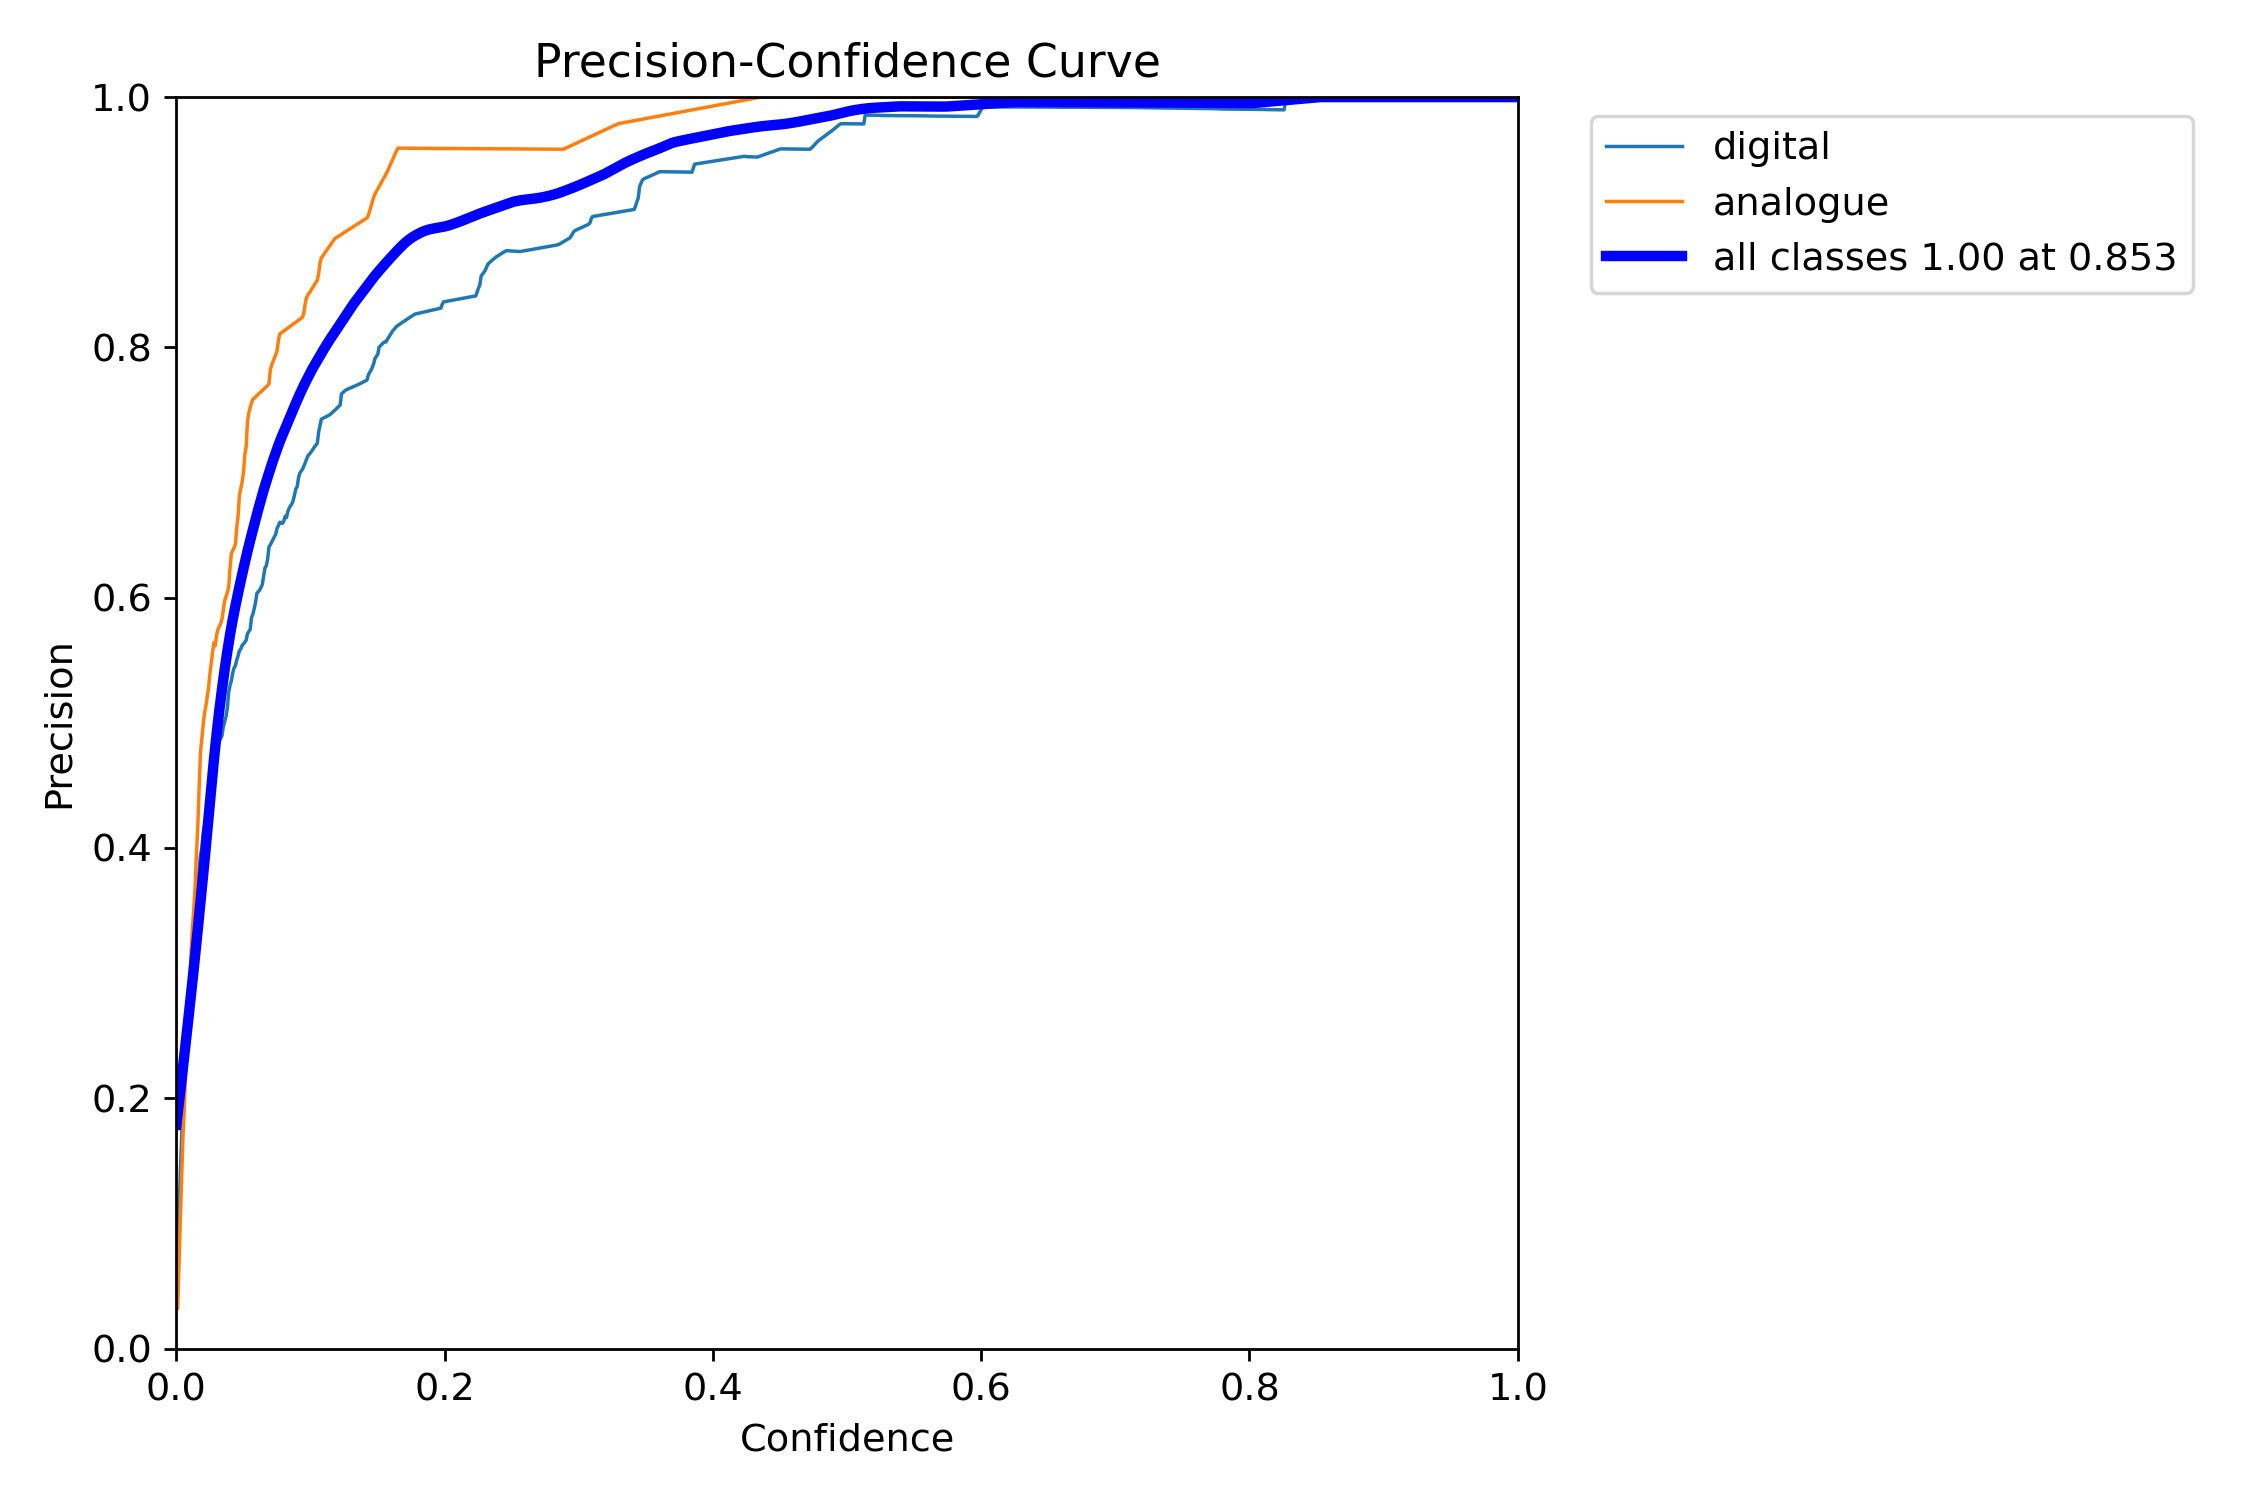 Precision-Confidence Curve
1.0
0.8
0.6
0.4
0.2
0.0
Precision
0.0 0.2 0.4 0.6 0.8 1.0
Confidence
digital
analogue
all classes 1.00 at 0.853